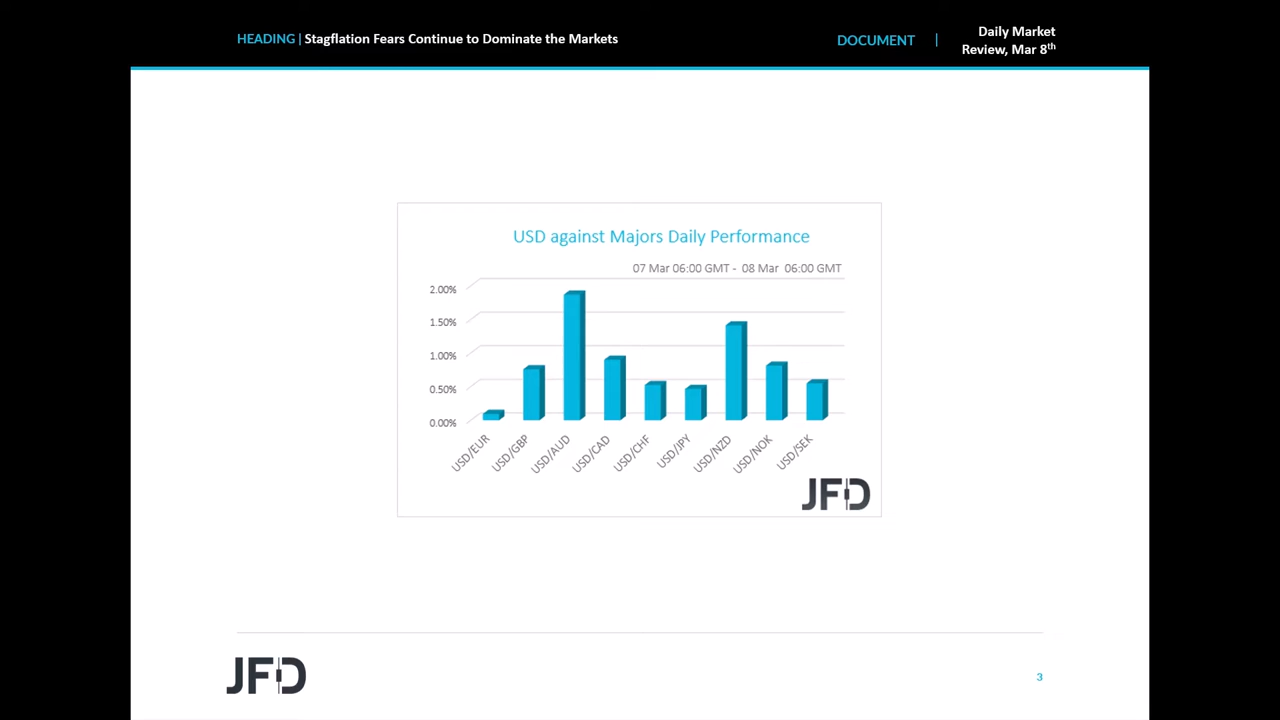 HEADING | Stagflation Fears Continue to Dominate the Markets
DOCUMENT |
Daily Market
Review, Mar 8th
USD against Majors Daily Performance
07 Mar 06:00 GMT - 08 Mar 06:00 GMT
2.00%
1.50%
1.00%
0.50%
0.00%
USD/EUR
USD/GBP
USD/AUD
USD/CAD
USD/CHF
USD/JPY
USD/NZD
USD/NOK
USD/SEK
JFD
JFD
3